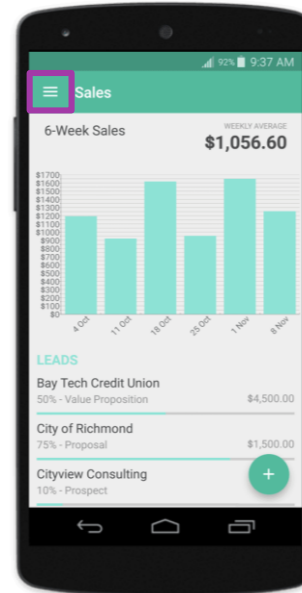 92% 9:37 AM
Sales
6-Week Sales
WEEKLY AVERAGE
$1,056.60
$1700
$1600
$1500
$1400
$1300
$1200
$1100
$1000
$900
$800
$700
$600
$500
$400
$300
$200
$100
$0
4 Oct
11 Oct
18 Oct
25 Oct
1 Nov
8 Nov
LEADS
Bay Tech Credit Union
50% - Value Proposition $4,500.00
City of Richmond
75% - Proposal $1,500.00
Cityview Consulting
10% - Prospect